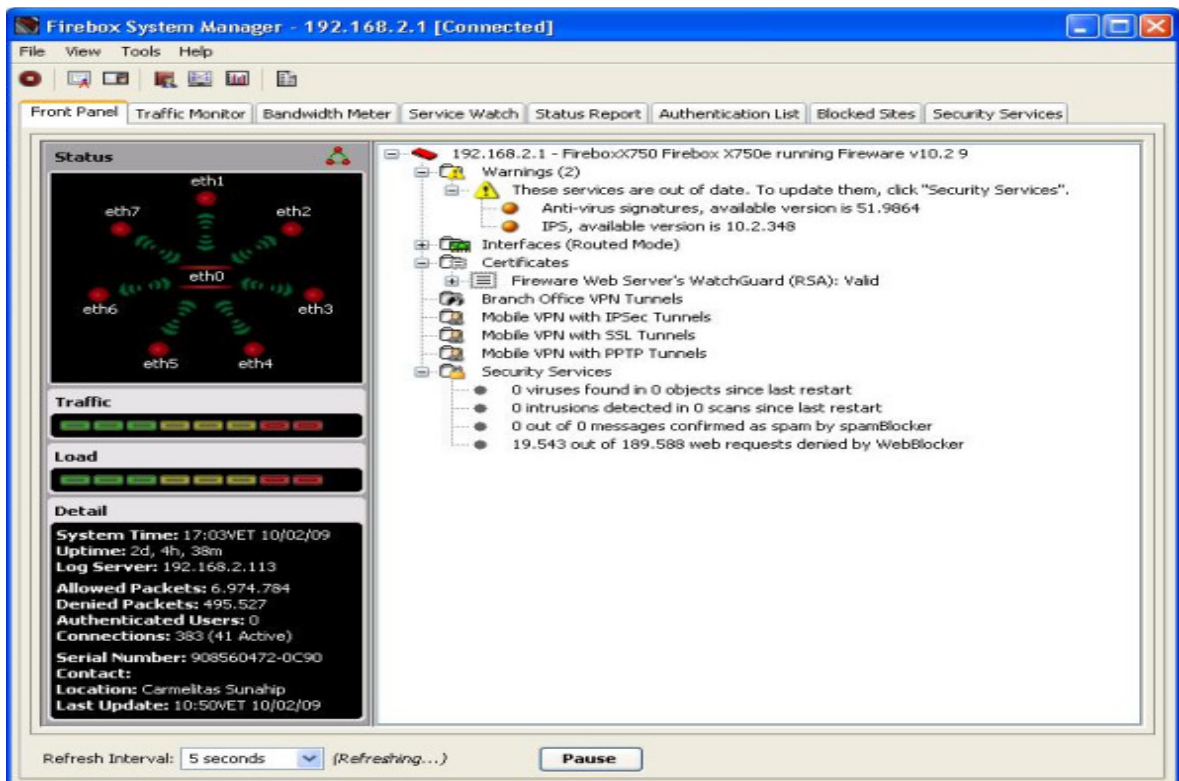 Firebox System Manager - 192.168.2.1 [Connected]
File View Tools Help
Front Panel Traffic Monitor Bandwidth Meter Service Watch Status Report Authentication List Blocked Sites Security Services
Status
eth1
eth7
eth2
eth0
eth6
eth3
eth5
eth4
Traffic
Load
Detail
System Time: 17:03VET 10/02/09
Uptime: 2d, 4h, 38m
Log Server: 192.168.2.113
Allowed Packets: 6.974.784
Denied Packets: 495.527
Authenticated Users: 0
Connections: 383 (41 Active)
Serial Number: 908560472-0C90
Contact:
Location: Carmelitas Sunahip
Last Update: 10:50VET 10/02/09
192.168.2.1 - FireboxX750 Firebox X750e running Fireware v10.2 9
Warnings (2)
These services are out of date. To update them, click "Security Services".
Anti-virus signatures, available version is 51.9864
IPS, available version is 10.2.348
Interfaces (Routed Mode)
Certificates
Fireware Web Server's WatchGuard (RSA): Valid
Branch Office VPN Tunnels
Mobile VPN with IPSec Tunnels
Mobile VPN with SSL Tunnels
Mobile VPN with PPTP Tunnels
Security Services
0 viruses found in 0 objects since last restart
0 intrusions detected in 0 scans since last restart
0 out of 0 messages confirmed as spam by spamBlocker
19.543 out of 189.588 web requests denied by WebBlocker
Refresh Interval: 5 seconds (Refreshing...) Pause